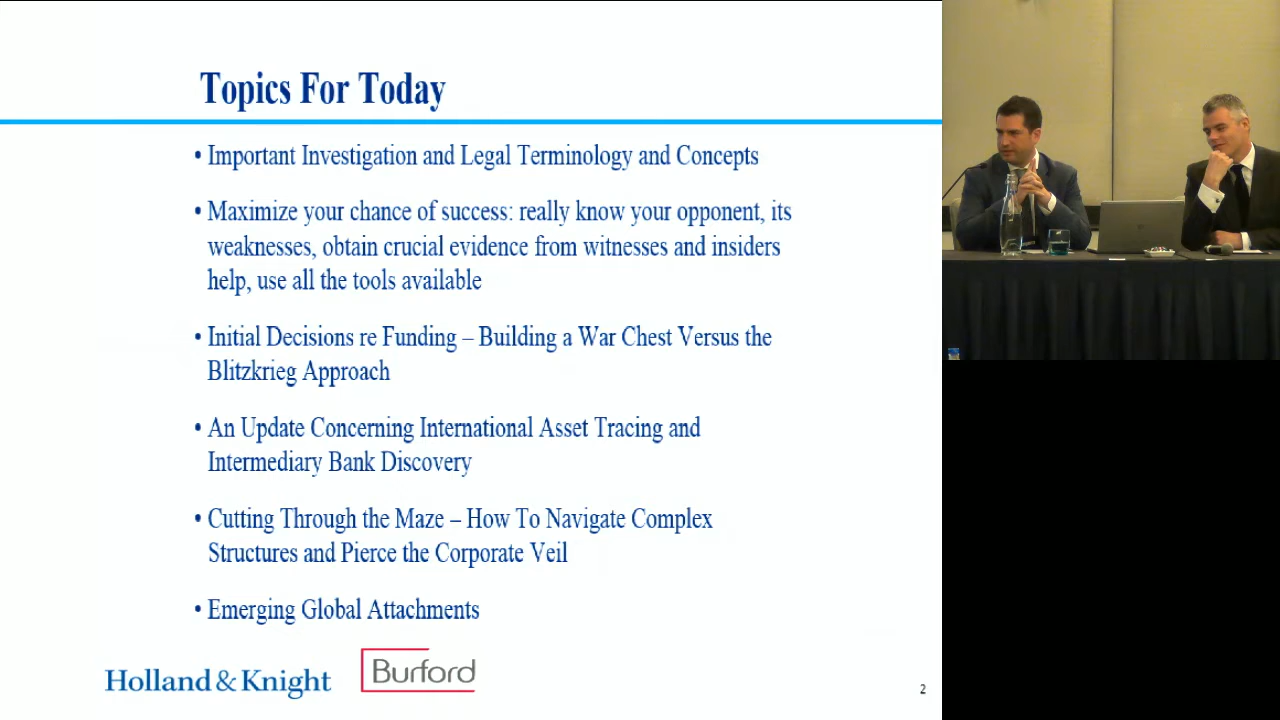 Topics For Today
• Important Investigation and Legal Terminology and Concepts
• Maximize your chance of success: really know your opponent, its
weaknesses, obtain crucial evidence from witnesses and insiders
help, use all the tools available
• Initial Decisions re Funding – Building a War Chest Versus the
Blitzkrieg Approach
• An Update Concerning International Asset Tracing and
Intermediary Bank Discovery
• Cutting Through the Maze – How To Navigate Complex
Structures and Pierce the Corporate Veil
• Emerging Global Attachments
Holland & Knight
Burford
2